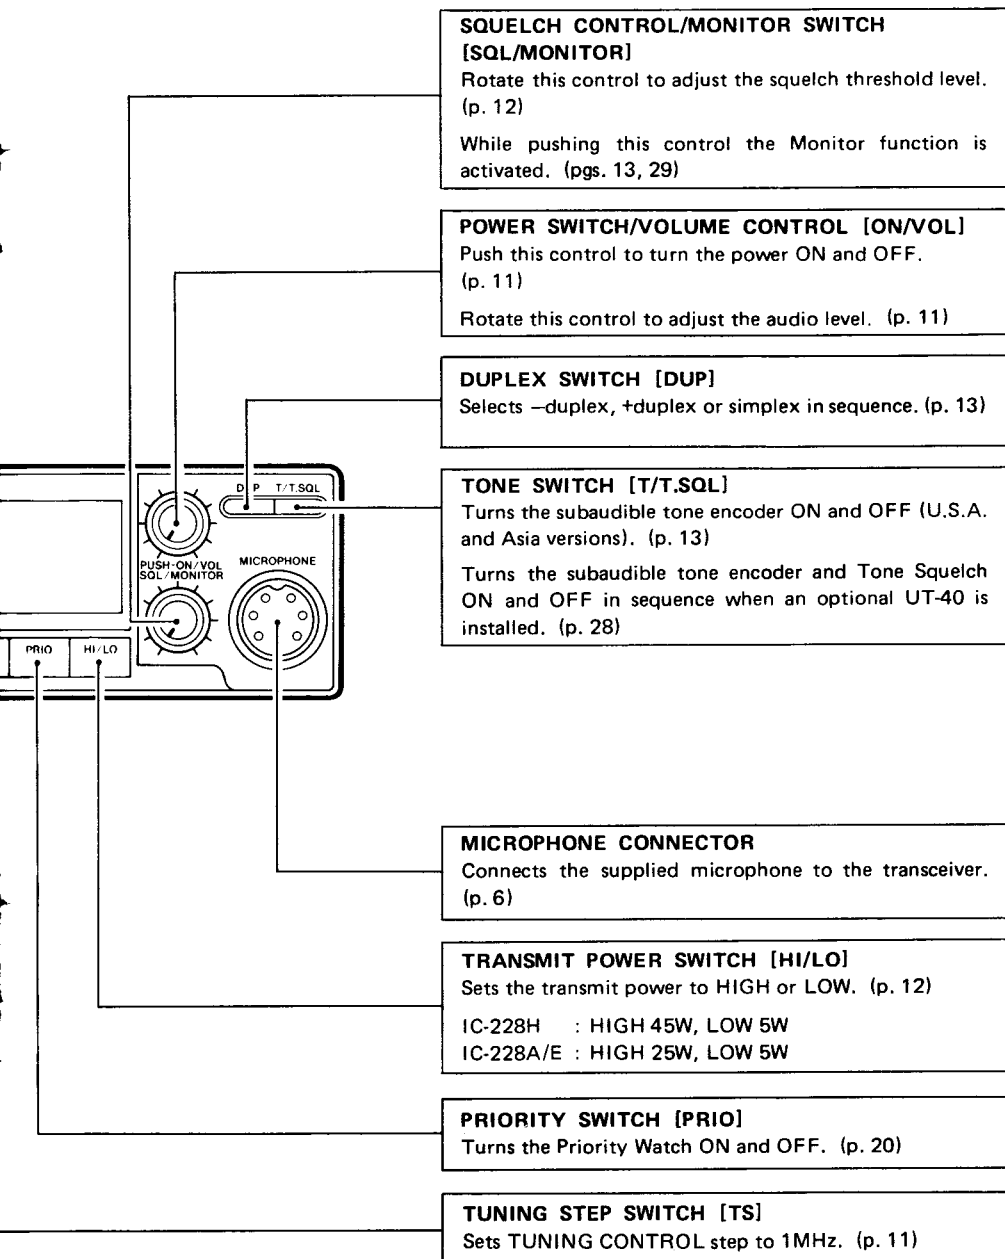 SQUELCH CONTROL/MONITOR SWITCH
[SQL/MONITOR]
Rotate this control to adjust the squelch threshold level.
(p. 12)
While pushing this control the Monitor function is
activated. (pgs. 13, 29)
POWER SWITCH/VOLUME CONTROL [ON/VOL]
Push this control to turn the power ON and OFF.
(p. 11)
Rotate this control to adjust the audio level. (p. 11)
DUPLEX SWITCH [DUP]
Selects –duplex, +duplex or simplex in sequence. (p. 13)
TONE SWITCH [T/T.SQL]
Turns the subaudible tone encoder ON and OFF (U.S.A.
and Asia versions). (p. 13)
Turns the subaudible tone encoder and Tone Squelch
ON and OFF in sequence when an optional UT-40 is
installed. (p. 28)
D P T/T.SQL
PUSH-ON/VOL
SQL/MONITOR
MICROPHONE
PRIO HI/LO
MICROPHONE CONNECTOR
Connects the supplied microphone to the transceiver.
(p. 6)
TRANSMIT POWER SWITCH [HI/LO]
Sets the transmit power to HIGH or LOW. (p. 12)
IC-228H : HIGH 45W, LOW 5W
IC-228A/E : HIGH 25W, LOW 5W
PRIORITY SWITCH [PRIO]
Turns the Priority Watch ON and OFF. (p. 20)
TUNING STEP SWITCH [TS]
Sets TUNING CONTROL step to 1MHz. (p. 11)